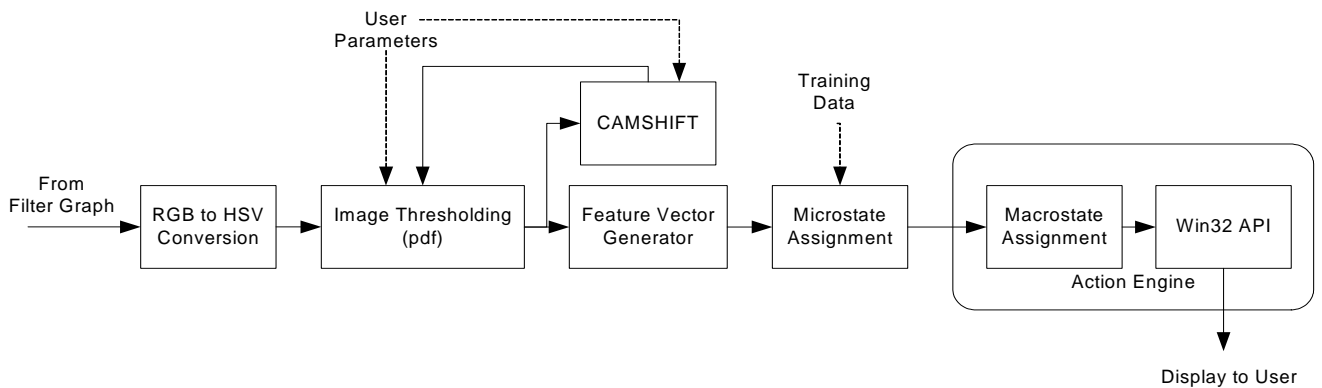 User
Parameters
CAMSHIFT
Training
Data
From
Filter Graph
RGB to HSV
Conversion
Image Thresholding
(pdf)
Feature Vector
Generator
Microstate
Assignment
Macrostate
Assignment
Win32 API
Action Engine
Display to User